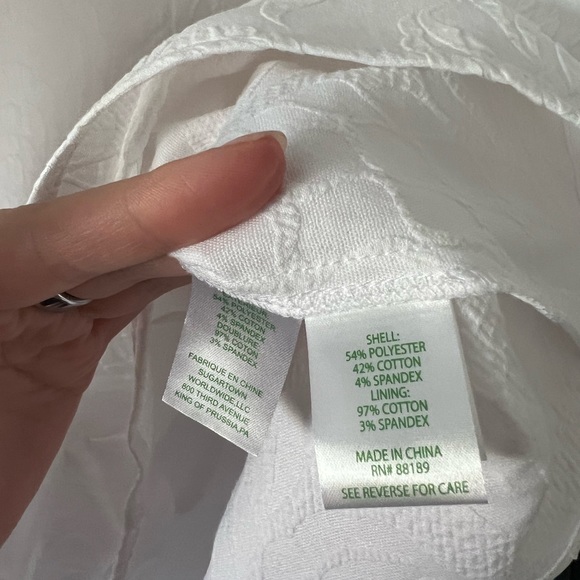 54% POLYESTER
42% COTTON
4% SPANDEX
DOUBLURE
97% COTON
3% SPANDEX
FABRIQUE EN CHINE
SUGARTOWN
WORLDWIDE,LLC
800 THIRD AVENUE
KING OF PRUSSIA,PA
SHELL:
54% POLYESTER
42% COTTON
4% SPANDEX
LINING:
97% COTTON
3% SPANDEX
MADE IN CHINA
RN# 88189
SEE REVERSE FOR CARE